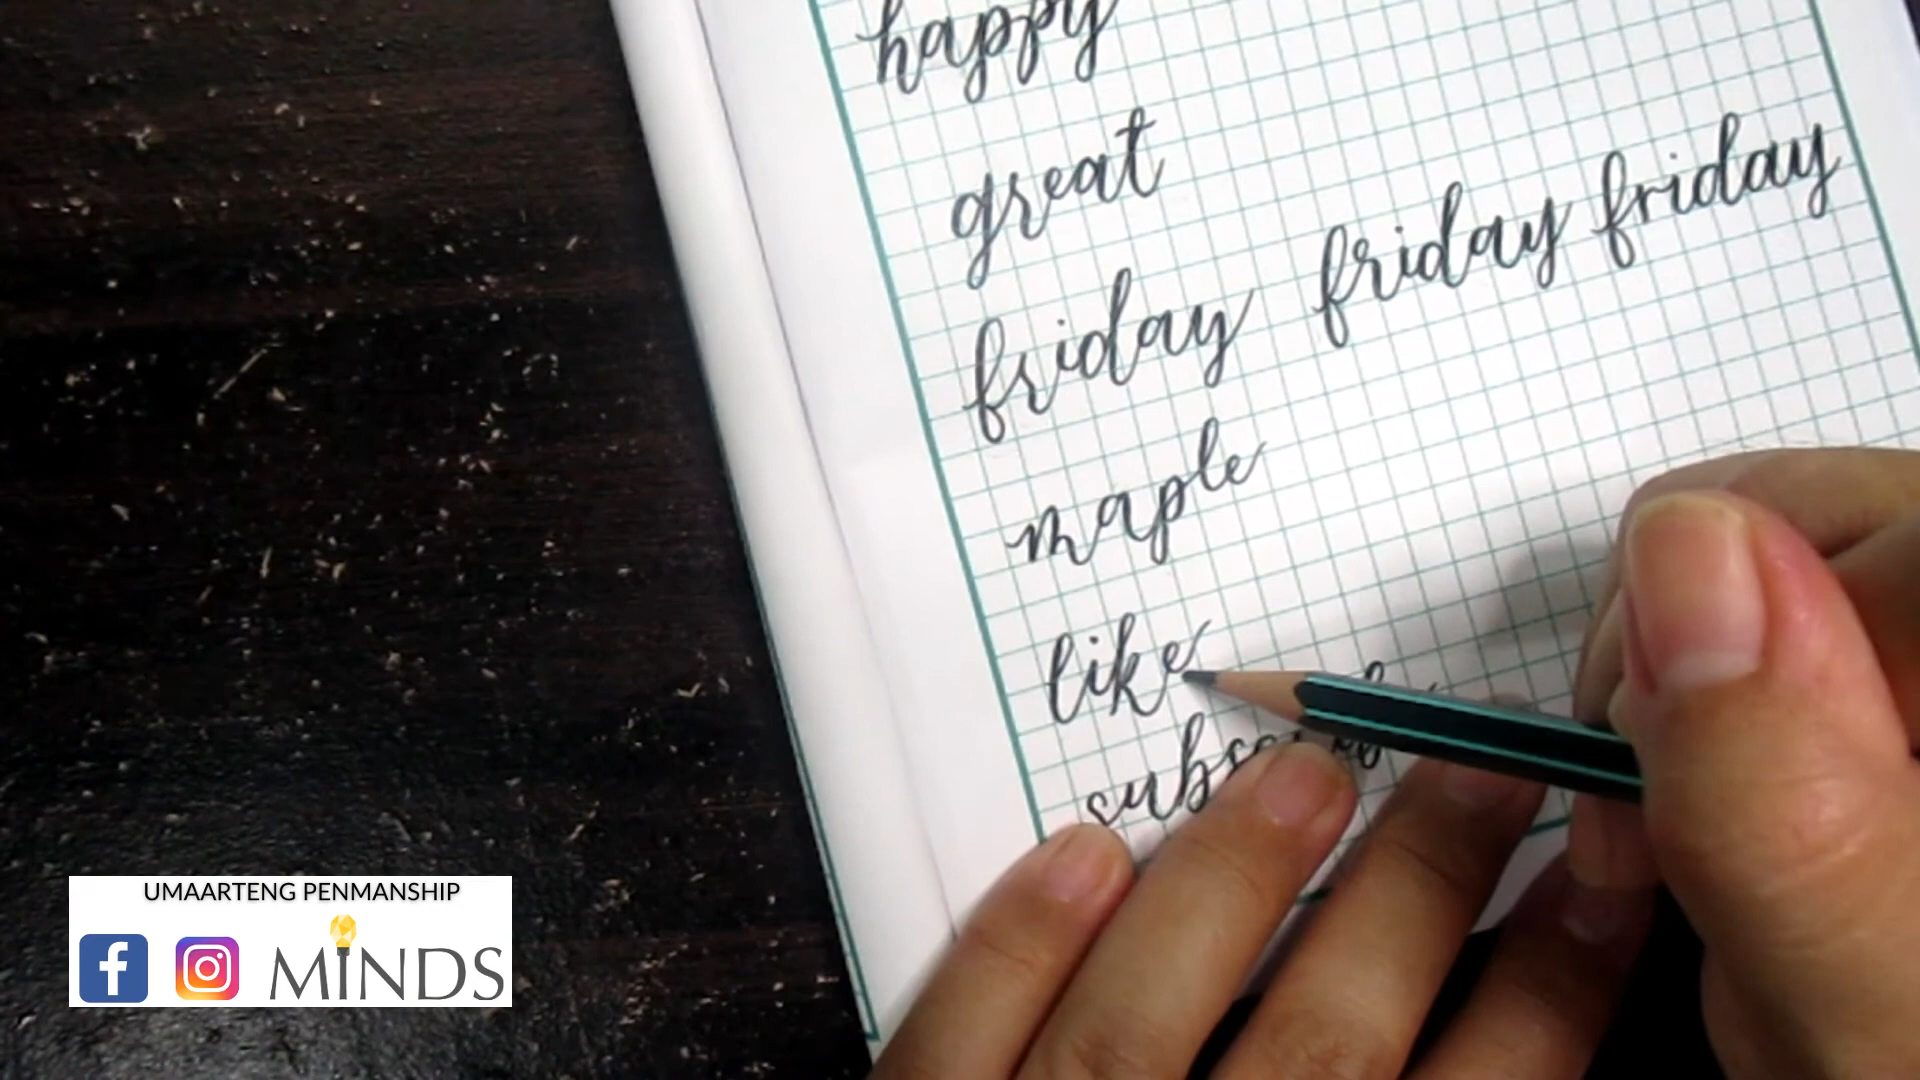 happy
great
friday friday friday
maple
like
UMAARTENG PENMANSHIP
MINDS